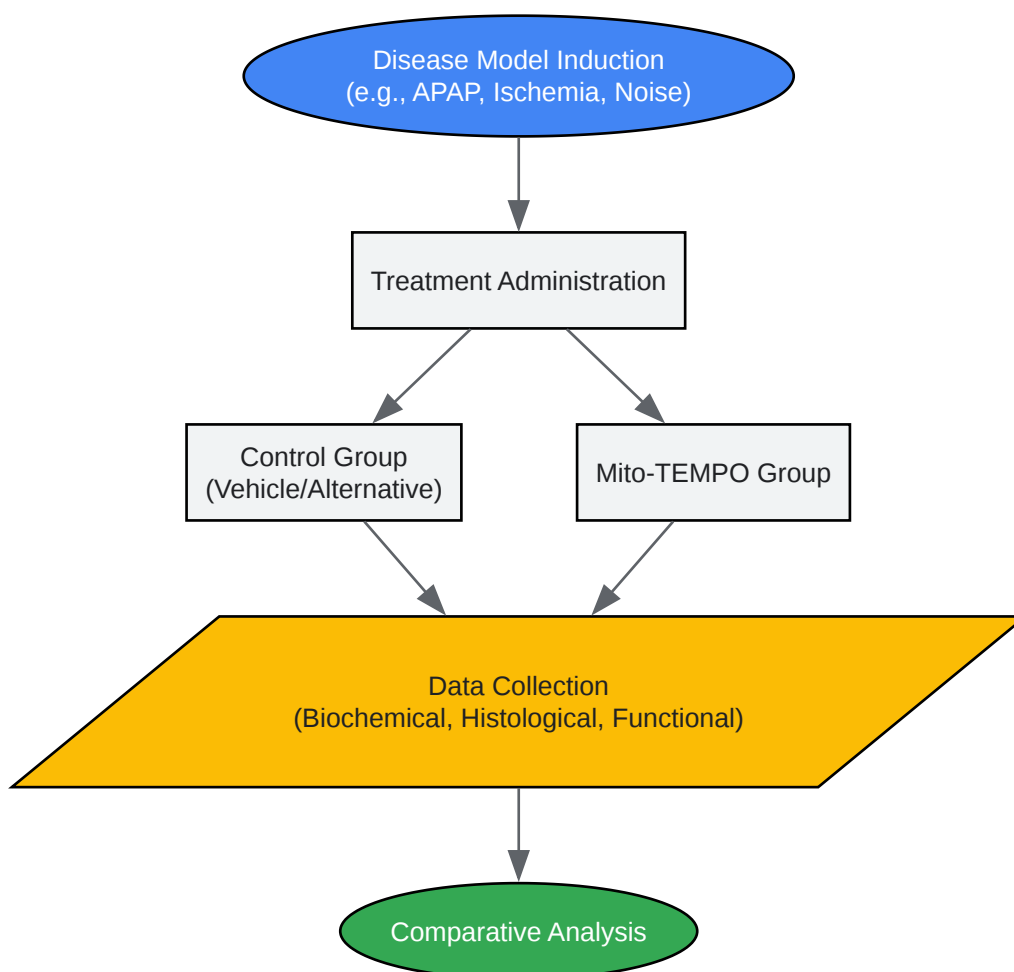 Disease Model Induction
(e.g., APAP, Ischemia, Noise)
Treatment Administration
Control Group
(Vehicle/Alternative)
Mito-TEMPO Group
Data Collection
(Biochemical, Histological, Functional)
Comparative Analysis